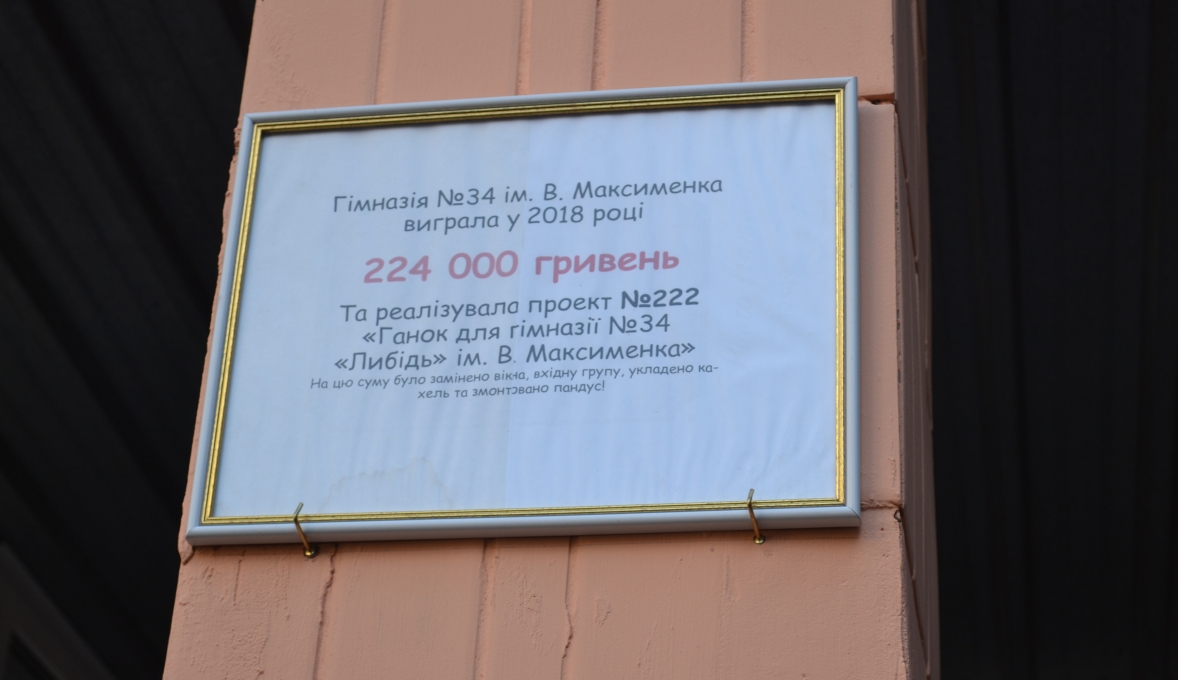 Гімназія №34 ім. В. Максименка
виграла у 2018 році
224 000 гривень
Та реалізувала проект №222
«Ганок для гімназії №34
«Либідь» ім. В. Максименка»
На цю суму було замінено вікна, вхідну групу, укладено ка-
хель та змонтовано пандус!